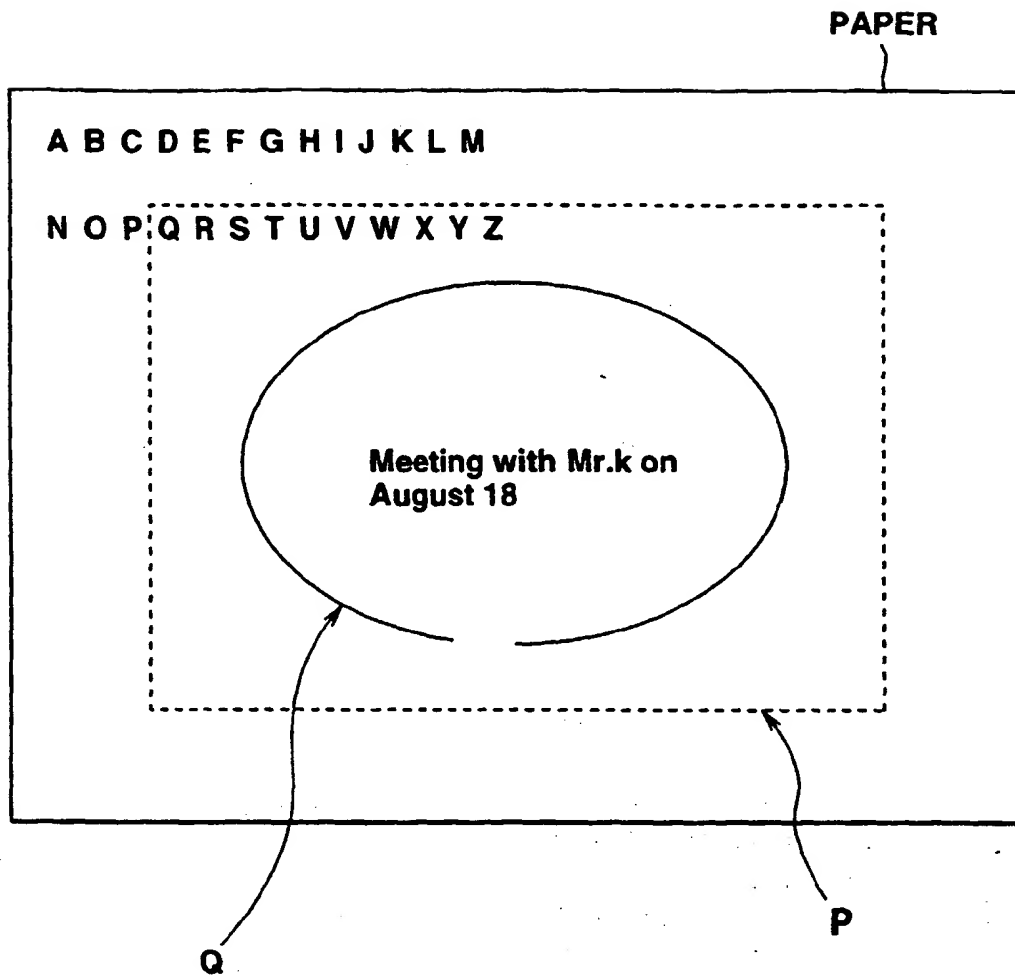 PAPER
A B C D E F G H I J K L M
N O P Q R S T U V W X Y Z
Meeting with Mr.k on
August 18
P
Q